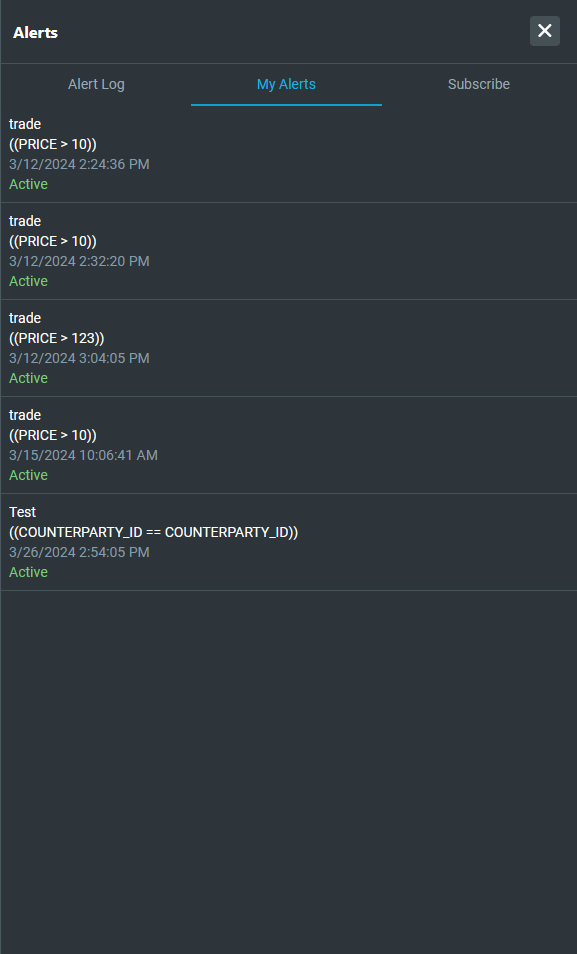 Alerts
Alert Log My Alerts Subscribe
trade
((PRICE > 10))
3/12/2024 2:24:36 PM
Active
trade
((PRICE > 10))
3/12/2024 2:32:20 PM
Active
trade
((PRICE > 123))
3/12/2024 3:04:05 PM
Active
trade
((PRICE > 10))
3/15/2024 10:06:41 AM
Active
Test
((COUNTERPARTY_ID == COUNTERPARTY_ID))
3/26/2024 2:54:05 PM
Active